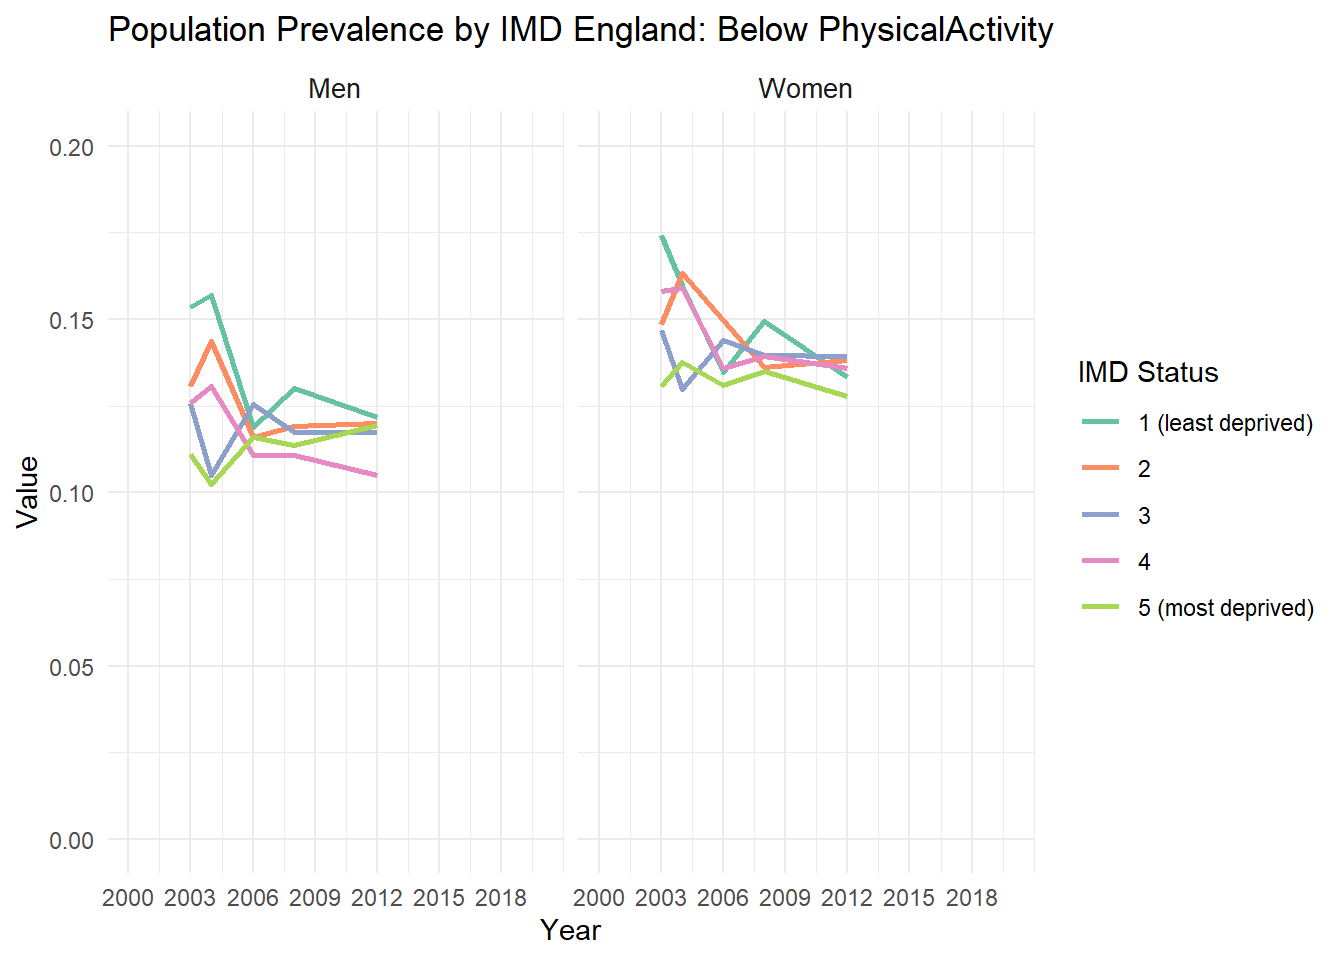 Population Prevalence by IMD England: Below PhysicalActivity
Men
Women
0.20
0.15
0.10
0.05
0.00
Value
2000 2003 2006 2009 2012 2015 2018
2000 2003 2006 2009 2012 2015 2018
Year
IMD Status
1 (least deprived)
2
3
4
5 (most deprived)